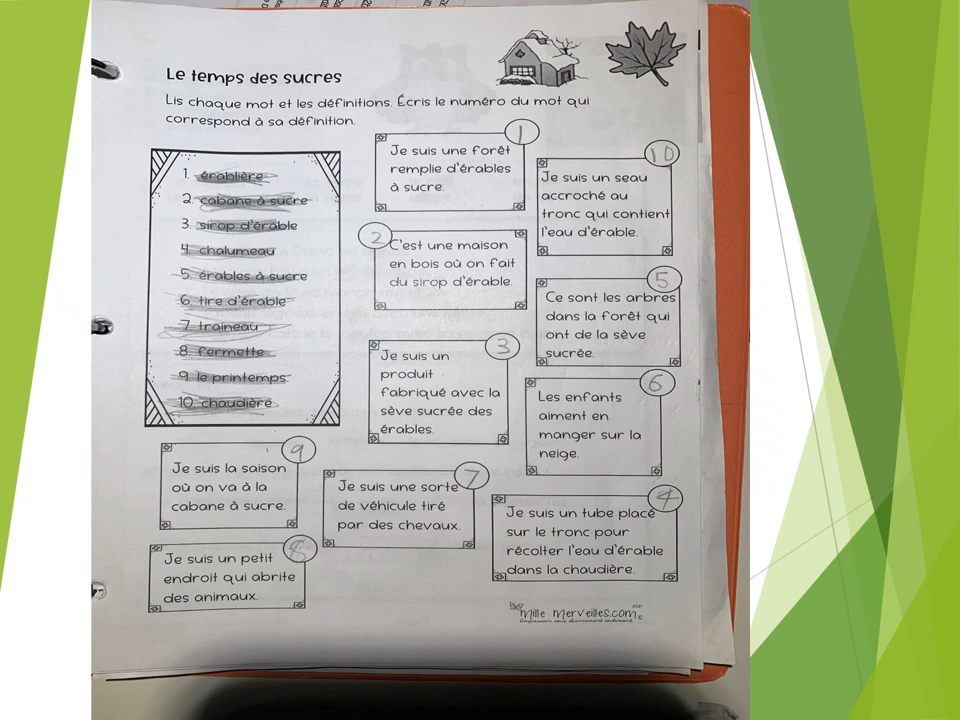 Le temps des sucres
Lis chaque mot et les définitions. Écris le numéro du mot qui
correspond à sa définition.
1. érablière
2. cabane à sucre
3. sirop d'érable
4. chalumeau
5. érables à sucre
6. tire d'érable
7. traineau
8. fermette
9. le printemps
10. chaudière
1
Je suis une forêt
remplie d'érables
à sucre.
10
Je suis un seau
accroché au
tronc qui contient
l'eau d'érable.
2
C'est une maison
en bois où on fait
du sirop d'érable.
5
Ce sont les arbres
dans la forêt qui
ont de la sève
sucrée.
3
Je suis un
produit
fabriqué avec la
sève sucrée des
érables.
6
Les enfants
aiment en
manger sur la
neige.
9
Je suis la saison
où on va à la
cabane à sucre.
7
Je suis une sorte
de véhicule tiré
par des chevaux.
4
Je suis un tube placé
sur le tronc pour
récolter l'eau d'érable
dans la chaudière.
8
Je suis un petit
endroit qui abrite
des animaux.
Mille Merveilles.com